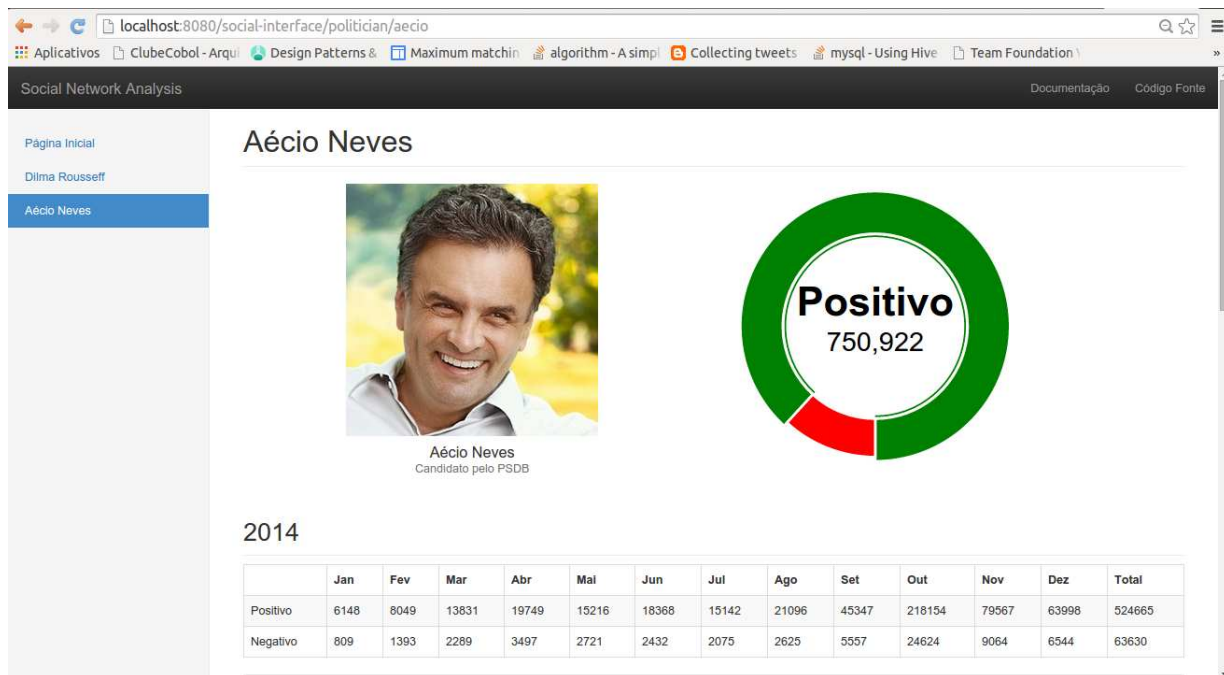 localhost:8080/social-interface/politician/aecio
Aplicativos ClubeCobol - Arqui Design Patterns & Maximum matchin algorithm - A simpl Collecting tweets mysql - Using Hive Team Foundation \ »
Social Network Analysis Documentação Código Fonte
Página Inicial
Dilma Rousseff
Aécio Neves
Aécio Neves
Positivo
750,922
Aécio Neves
Candidato pelo PSDB
2014
Jan Fev Mar Abr Mai Jun Jul Ago Set Out Nov Dez Total
Positivo 6148 8049 13831 19749 15216 18368 15142 21096 45347 218154 79567 63998 524665
Negativo 809 1393 2289 3497 2721 2432 2075 2625 5557 24624 9064 6544 63630